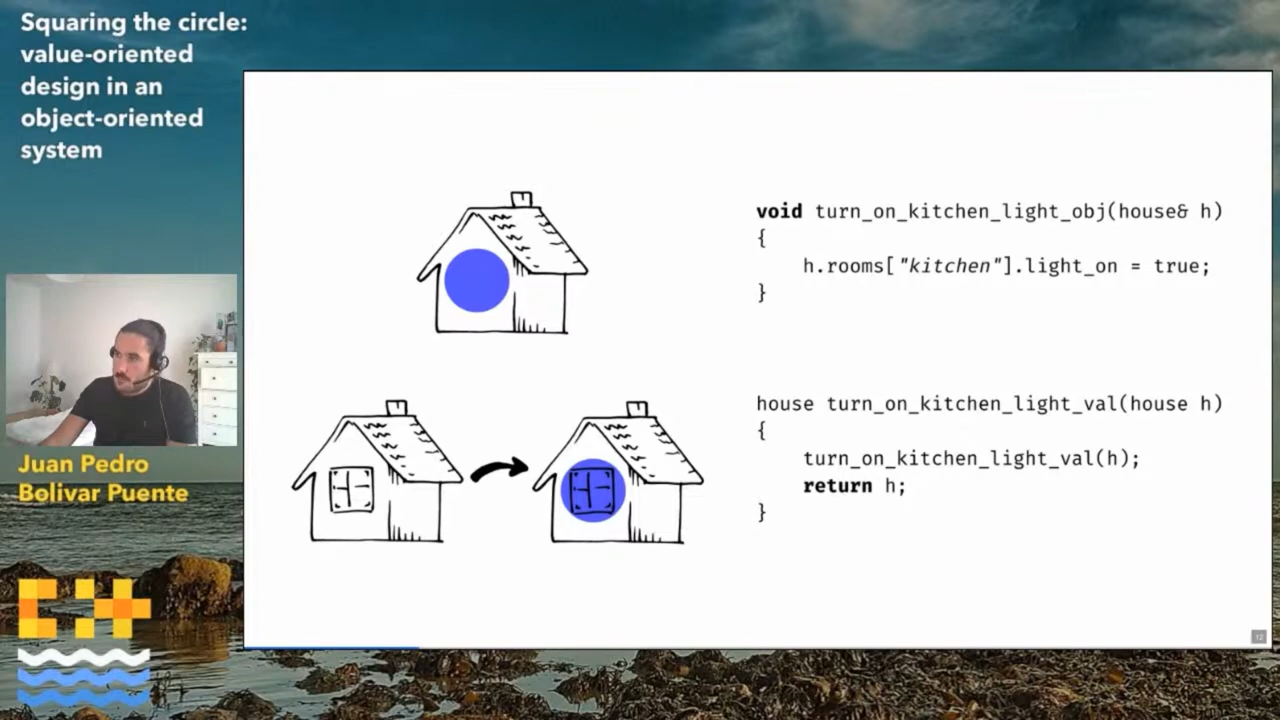 Squaring the circle:
value-oriented
design in an
object-oriented
system
void turn_on_kitchen_light_obj(house& h)
{
    h.rooms["kitchen"].light_on = true;
}
house turn_on_kitchen_light_val(house h)
{
    turn_on_kitchen_light_val(h);
    return h;
}
Juan Pedro
Bolivar Puente
C++
12